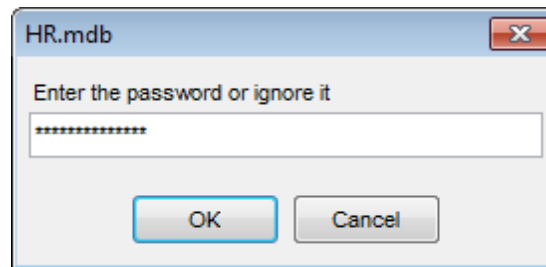 HR.mdb
Enter the password or ignore it
**************
OK
Cancel